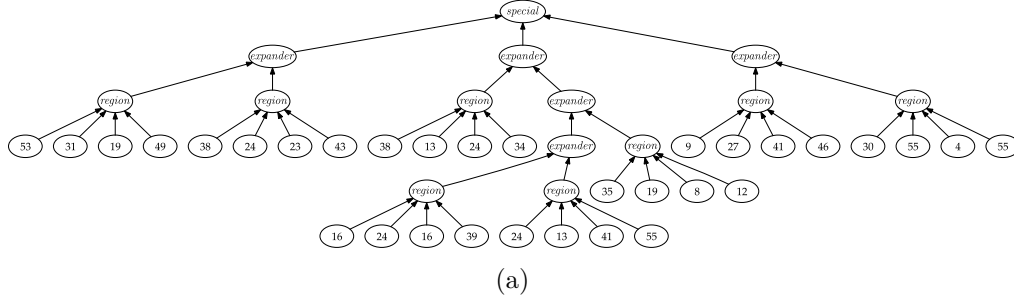 special
expander expander expander
region region region expander region region
53 31 19 49 38 24 23 43 38 13 24 34 expander region 9 27 41 46 30 55 4 55
region region 35 19 8 12
16 24 16 39 24 13 41 55
(a)